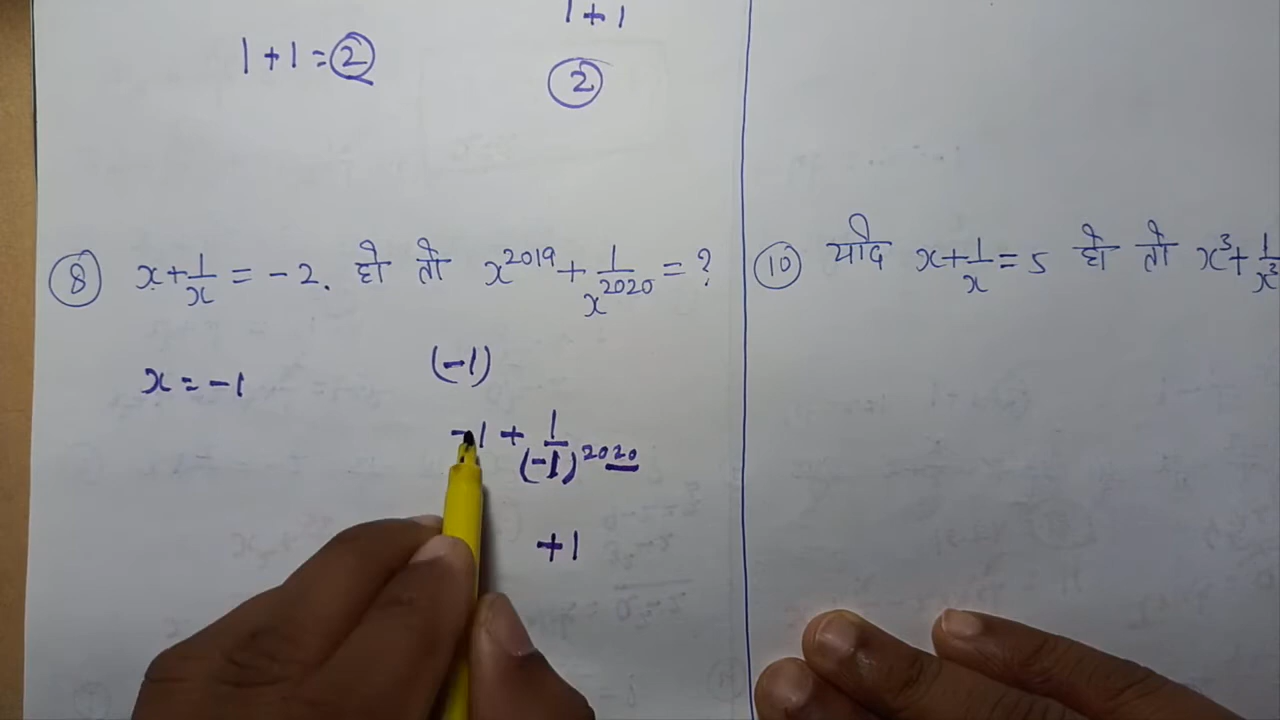 1+1=2
1+1
2
8 x+1/x=-2. हो तो x^2019+1/x^2020=?
x=-1
(-1)
-1+1/(-1)^2020
+1
10 यदि x+1/x=5 हो तो x^3+1/x^3